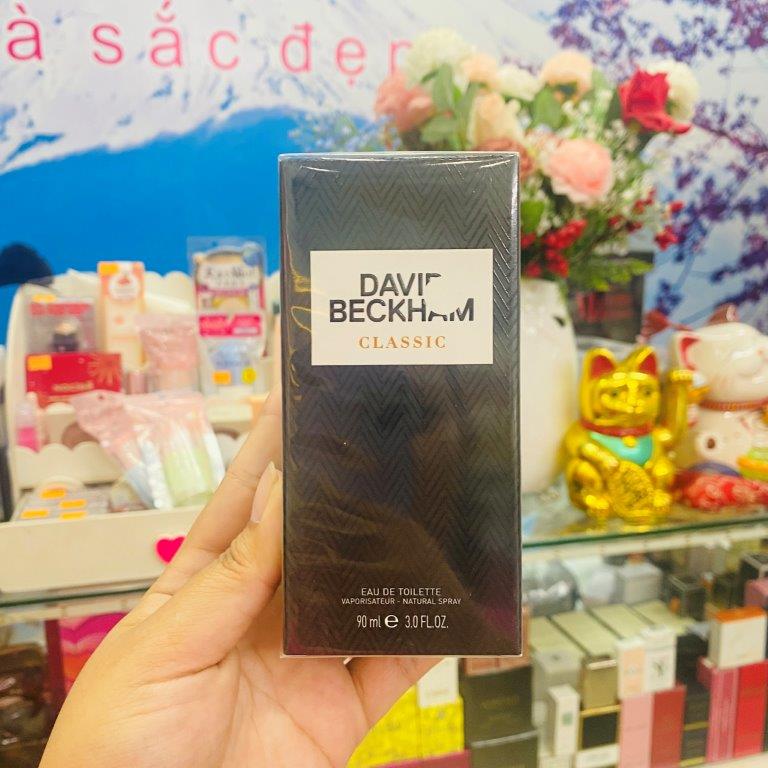 à sắc đẹp
DAVID
BECKHAM
CLASSIC
EAU DE TOILETTE
VAPORISATEUR - NATURAL SPRAY
90 ml e 3.0 FL.OZ.